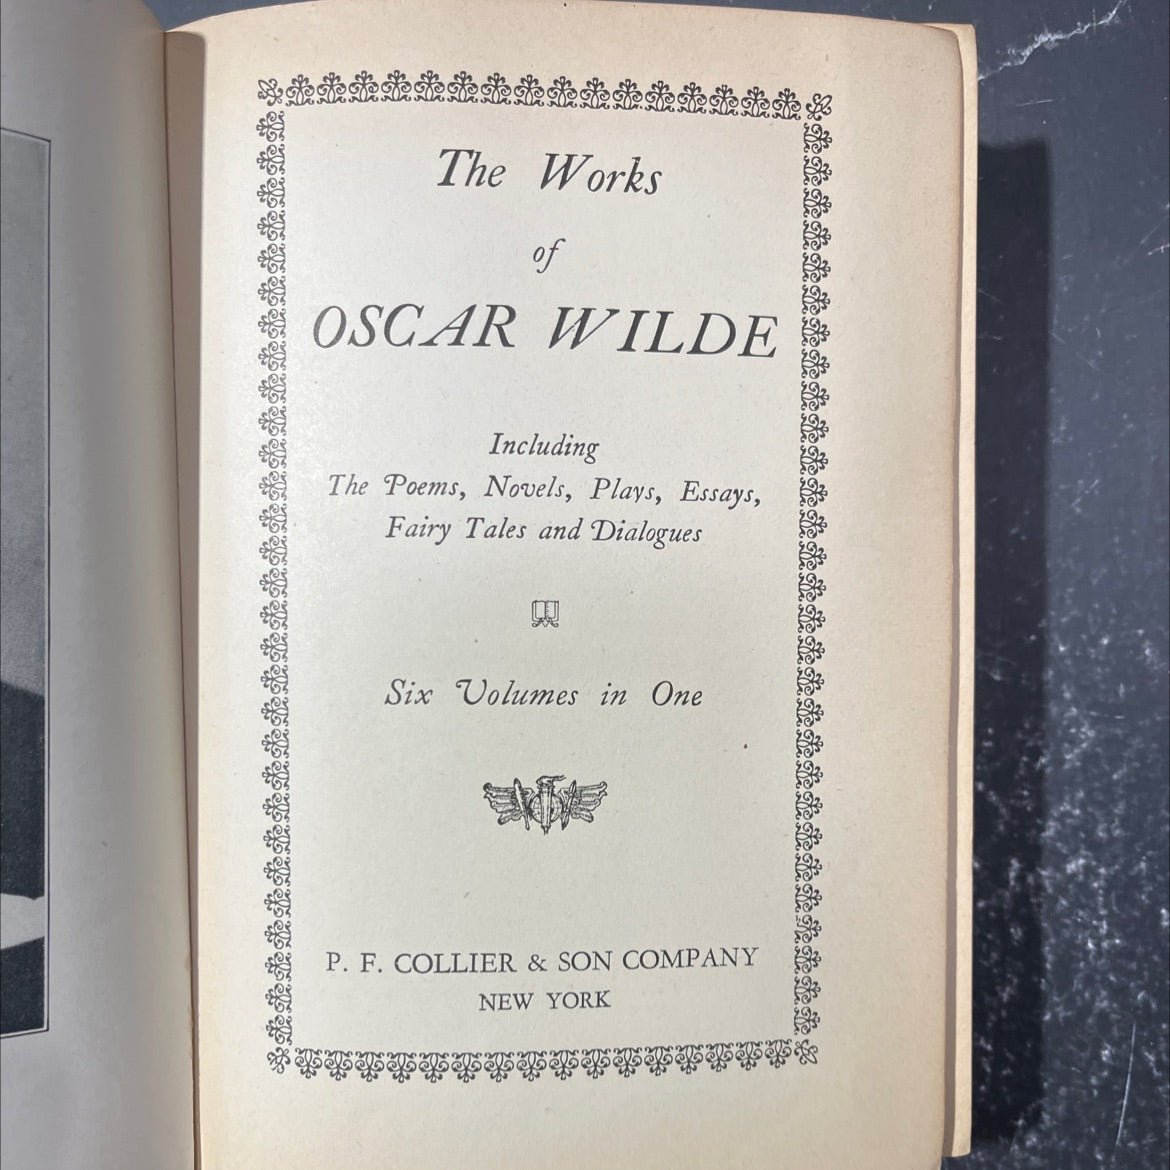 The Works
of
OSCAR WILDE
Including
The Poems, Novels, Plays, Essays,
Fairy Tales and Dialogues
Six Volumes in One
P. F. COLLIER & SON COMPANY
NEW YORK